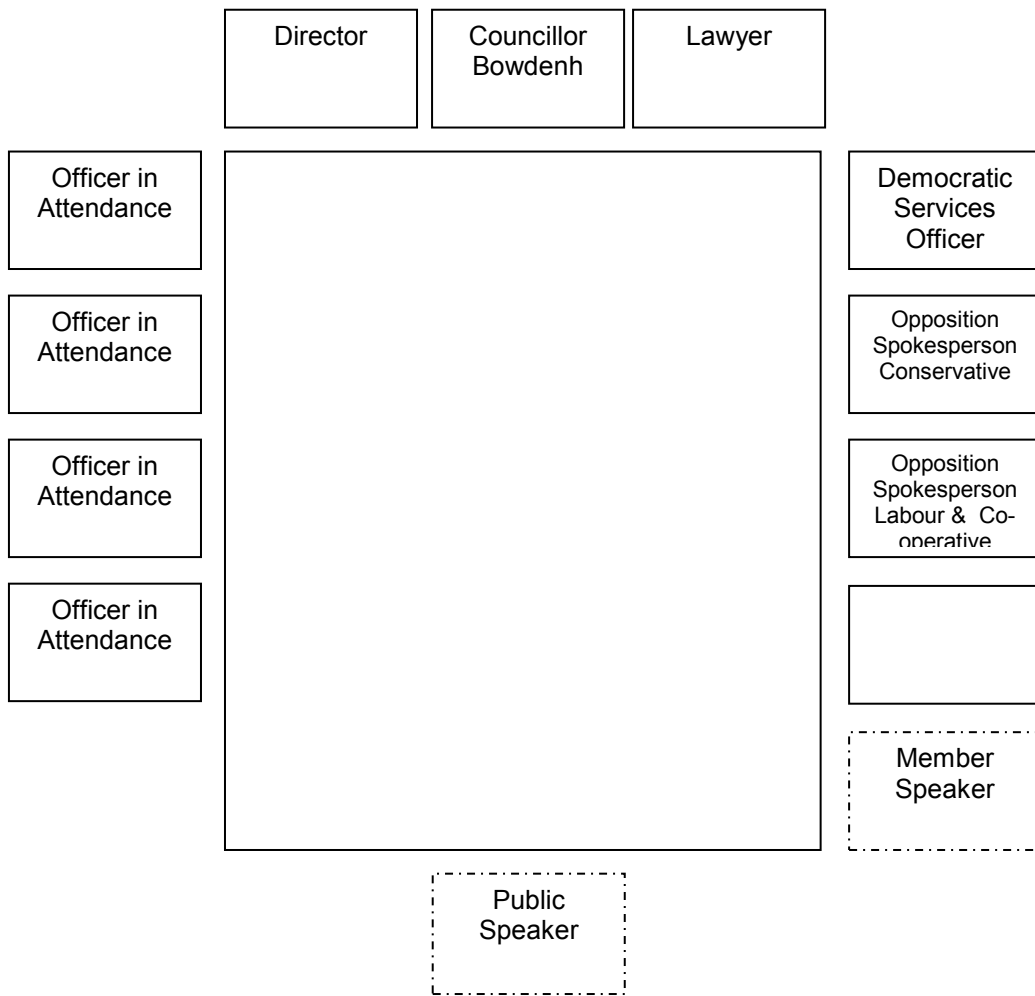 Director
Councillor
Bowdenh
Lawyer
Officer in
Attendance
Democratic
Services
Officer
Officer in
Attendance
Opposition
Spokesperson
Conservative
Officer in
Attendance
Opposition
Spokesperson
Labour & Co-
operative
Officer in
Attendance
Member
Speaker
Public
Speaker